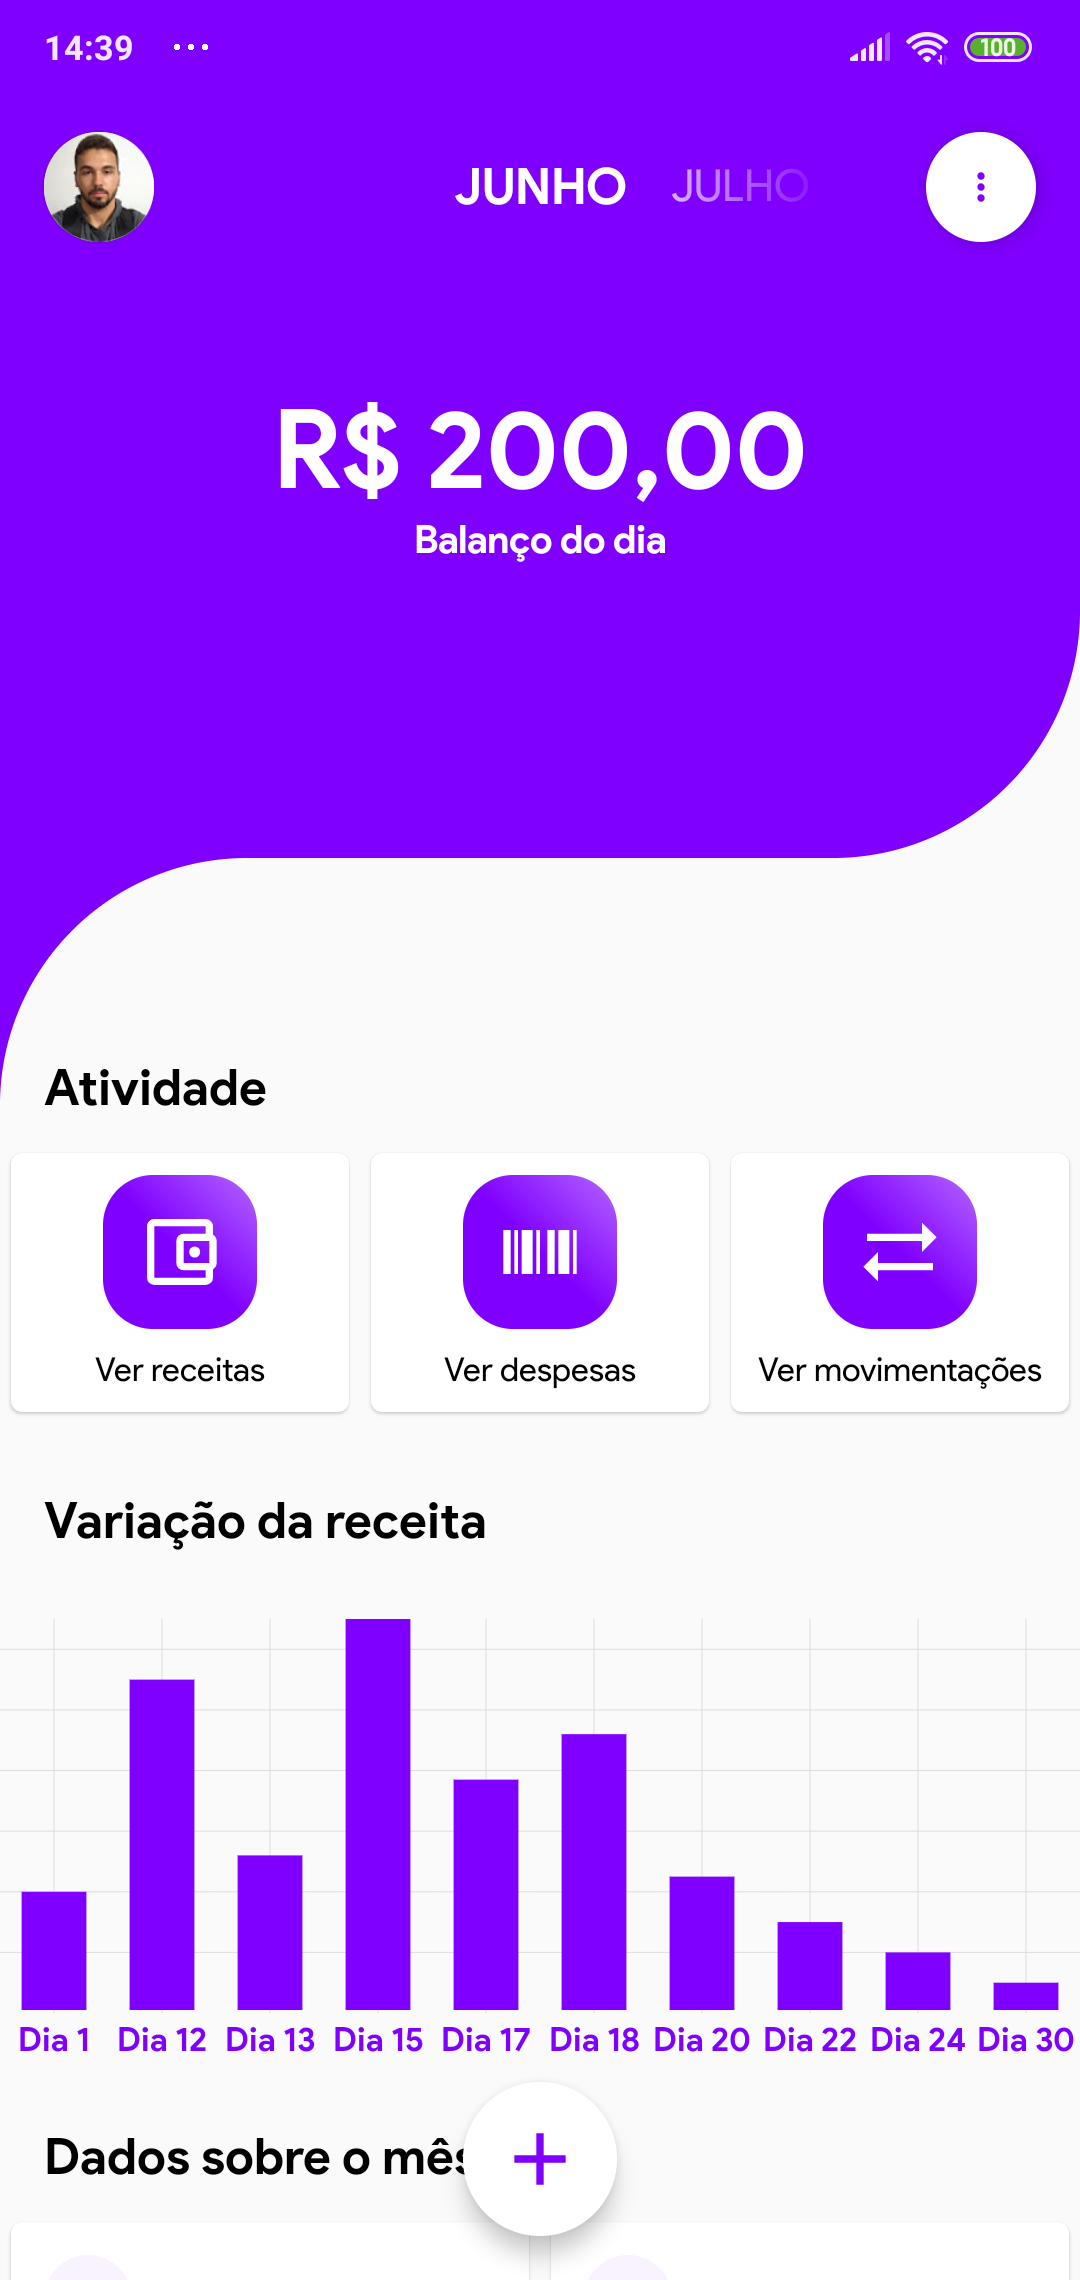 14:39
100
JUNHO JULHO
R$ 200,00
Balanço do dia
Atividade
Ver receitas
Ver despesas
Ver movimentações
Variação da receita
Dia 1 Dia 12 Dia 13 Dia 15 Dia 17 Dia 18 Dia 20 Dia 22 Dia 24 Dia 30
Dados sobre o mês